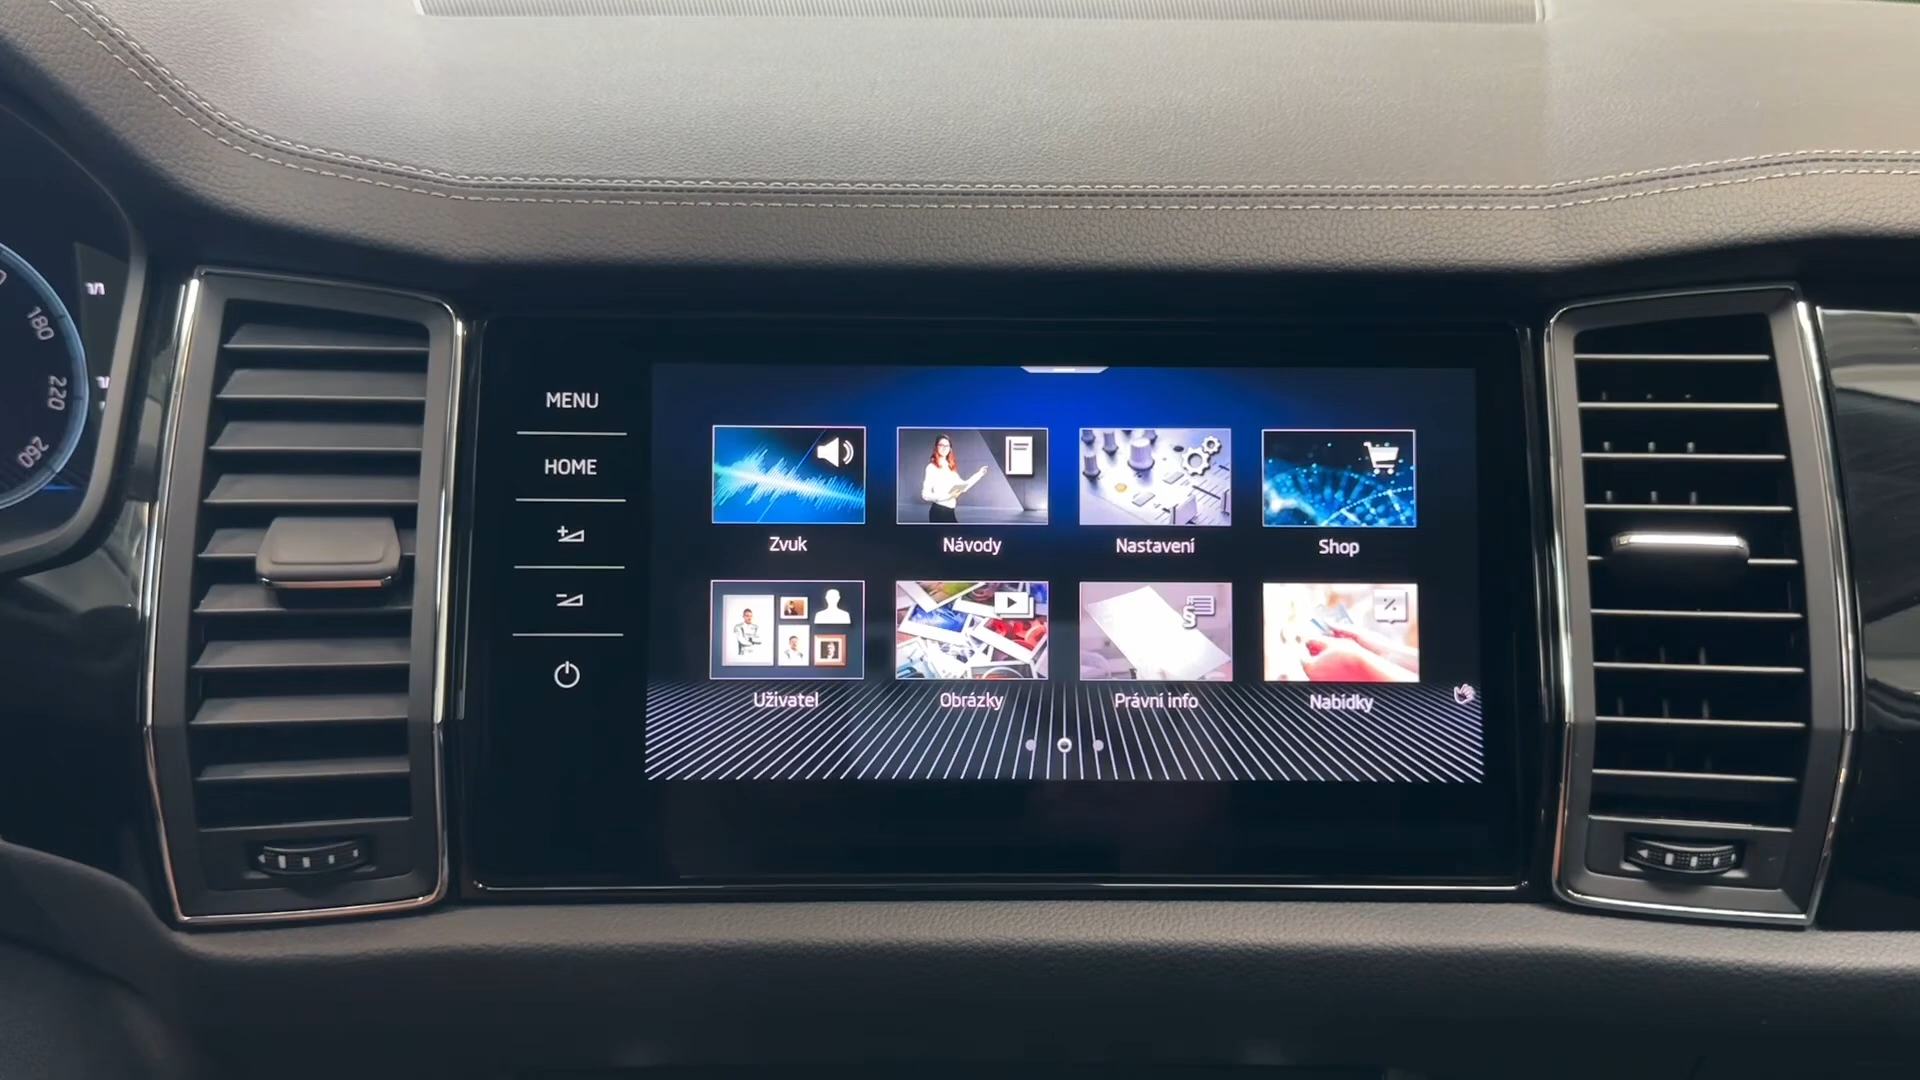 180
220
260
MENU
HOME
Zvuk
Návody
Nastavení
Shop
Uživatel
Obrázky
Právní info
Nabídky